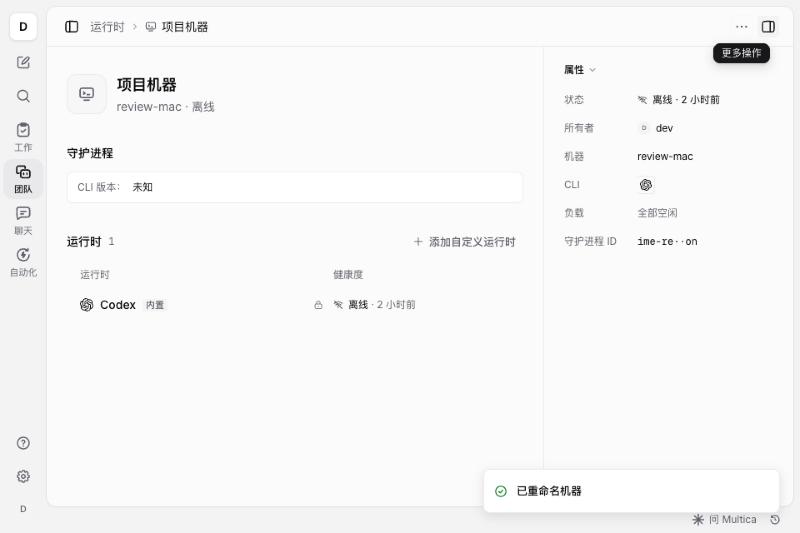 D
工作
团队
聊天
自动化
D
运行时 › 项目机器
更多操作
项目机器
review-mac · 离线
守护进程
CLI 版本： 未知
运行时 1
添加自定义运行时
运行时 健康度
Codex 内置 离线 · 2 小时前
属性
状态 离线 · 2 小时前
所有者 D dev
机器 review-mac
CLI
负载 全部空闲
守护进程 ID ime-re··on
已重命名机器
问 Multica